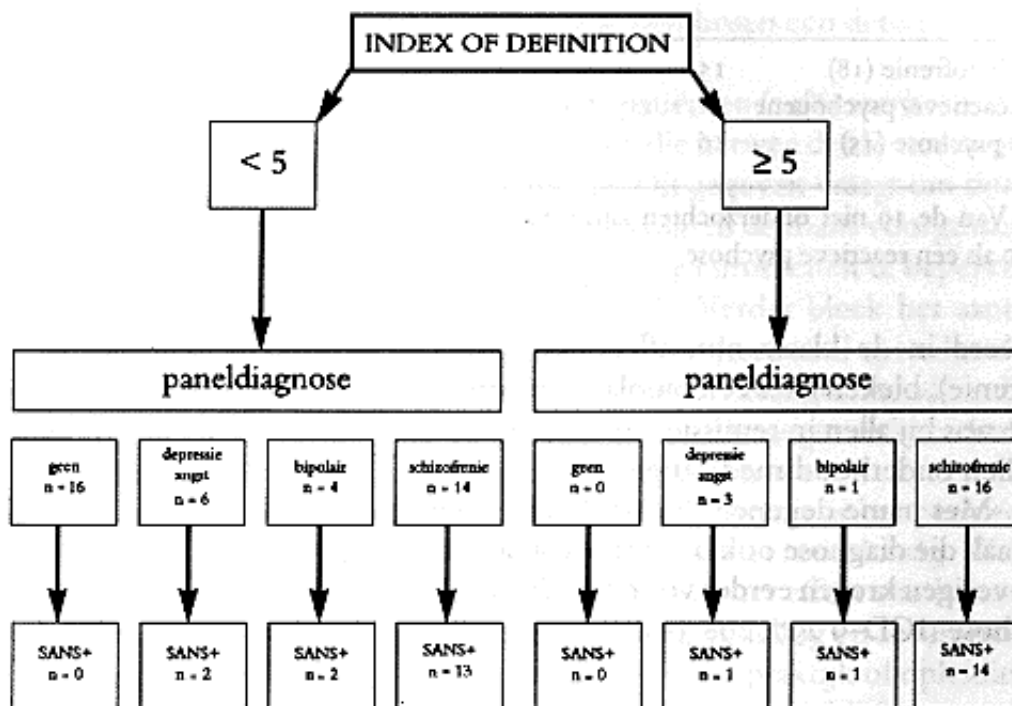 INDEX OF DEFINITION
< 5
≥ 5
paneldiagnose
paneldiagnose
geen
n = 16
depressie
angst
n = 6
bipolair
n = 4
schizofrenie
n = 14
geen
n = 0
depressie
angst
n = 3
bipolair
n = 1
schizofrenie
n = 16
SANS+
n = 0
SANS+
n = 2
SANS+
n = 2
SANS+
n = 13
SANS+
n = 0
SANS+
n = 1
SANS+
n = 1
SANS+
n = 14